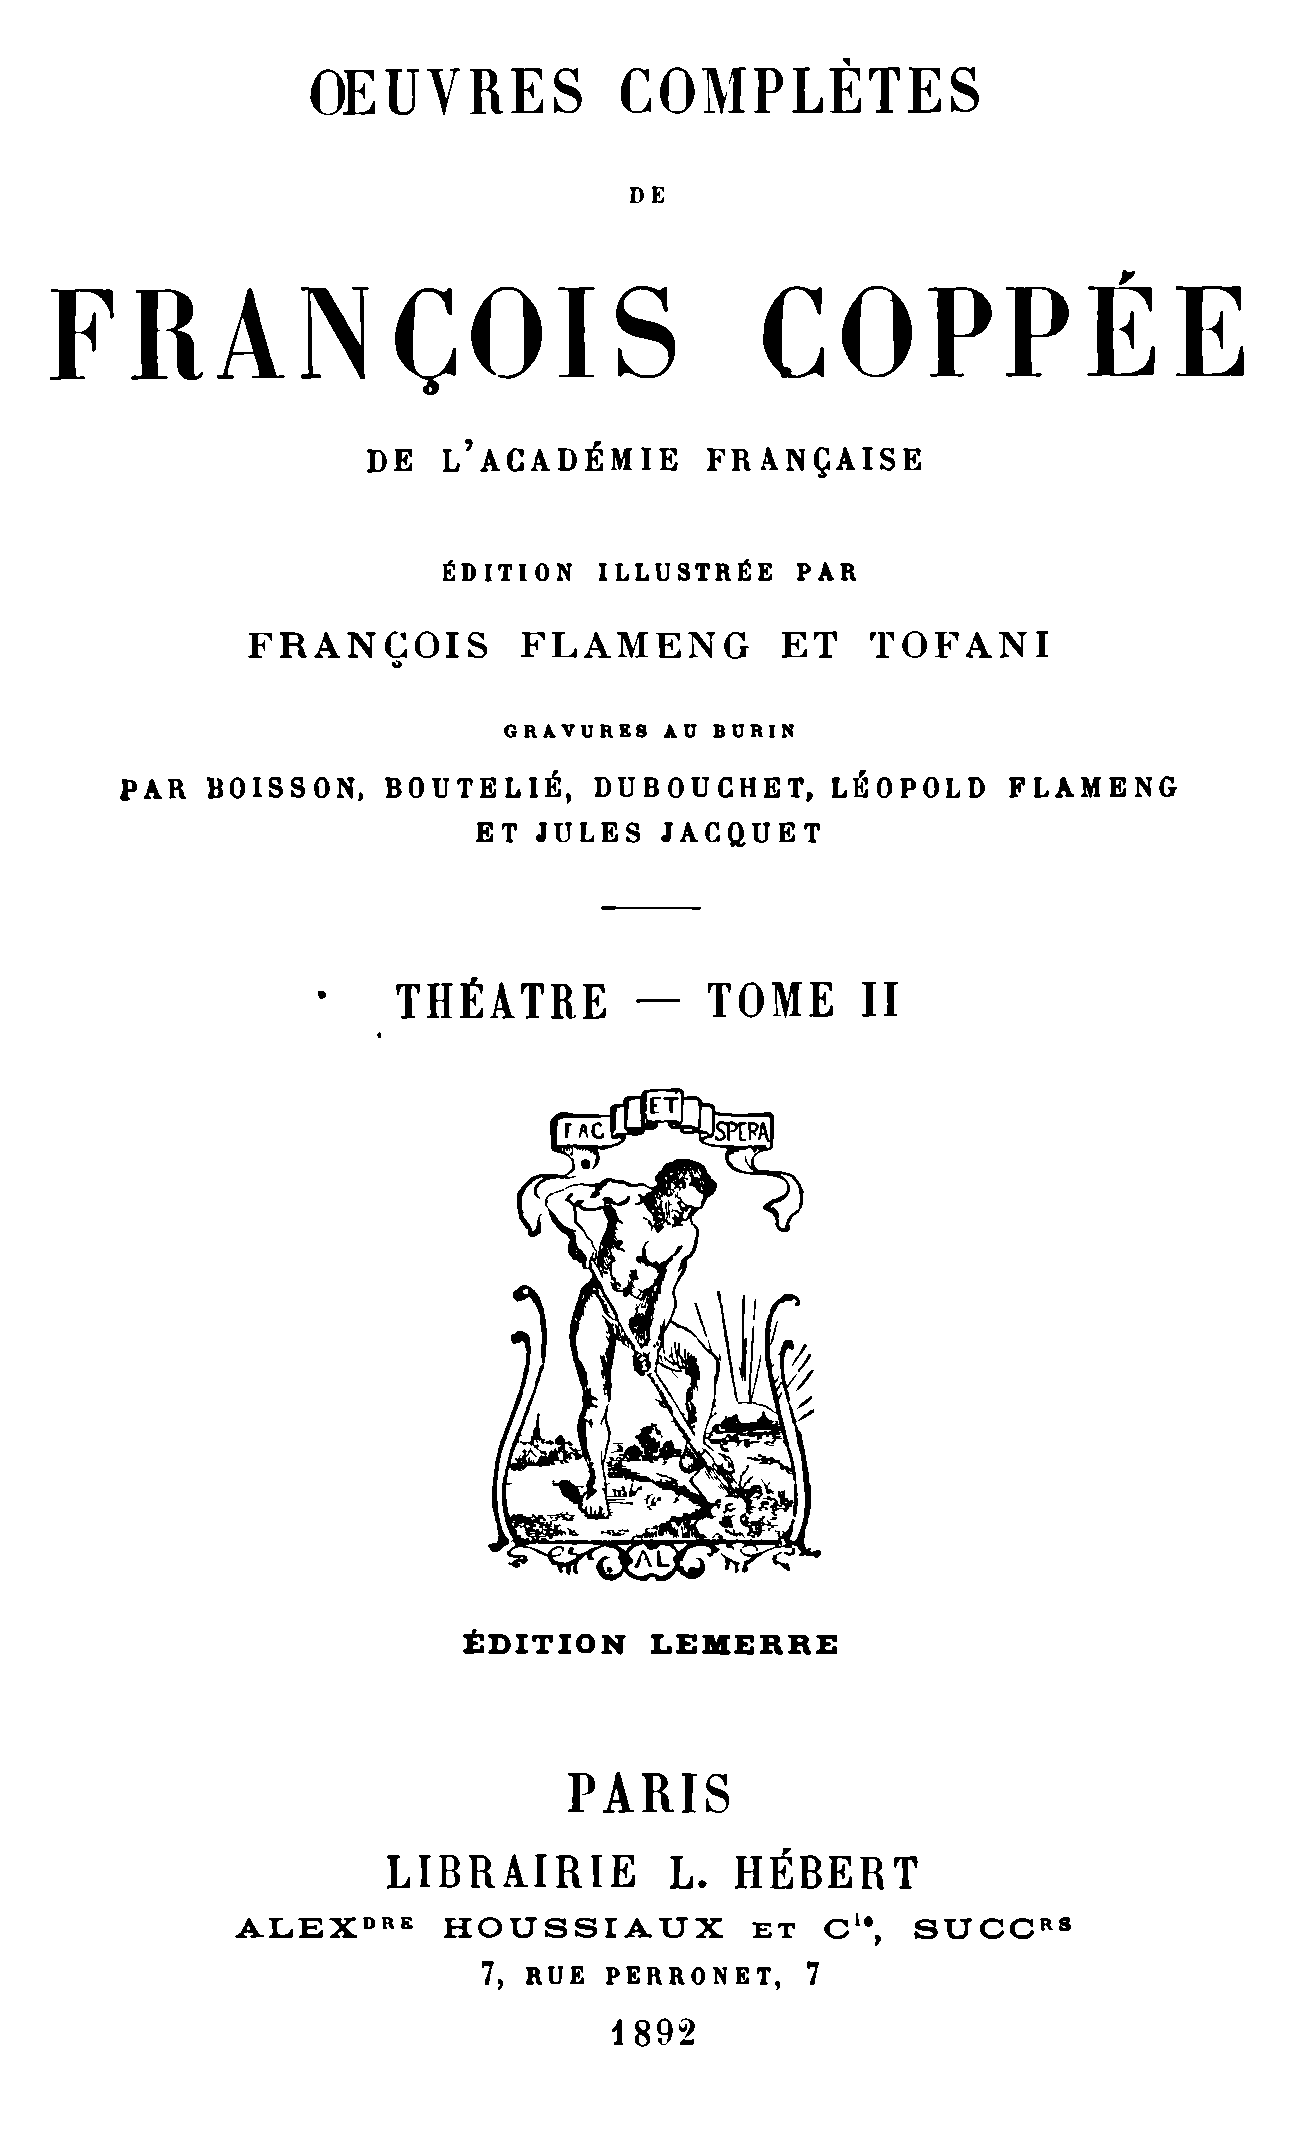 ŒUVRES COMPLÈTES
DE
FRANÇOIS COPPÉE
DE L'ACADÉMIE FRANÇAISE
ÉDITION ILLUSTRÉE PAR
FRANÇOIS FLAMENG ET TOFANI
GRAVURES AU BURIN
PAR BOISSON, BOUTELIÉ, DUBOUCHET, LÉOPOLD FLAMENG
ET JULES JACQUET
THÉATRE — TOME II
FAC ET SPERA
AL
ÉDITION LEMERRE
PARIS
LIBRAIRIE L. HÉBERT
ALEXDRE HOUSSIAUX ET Cie, SUCCRS
7, RUE PERRONET, 7
1892